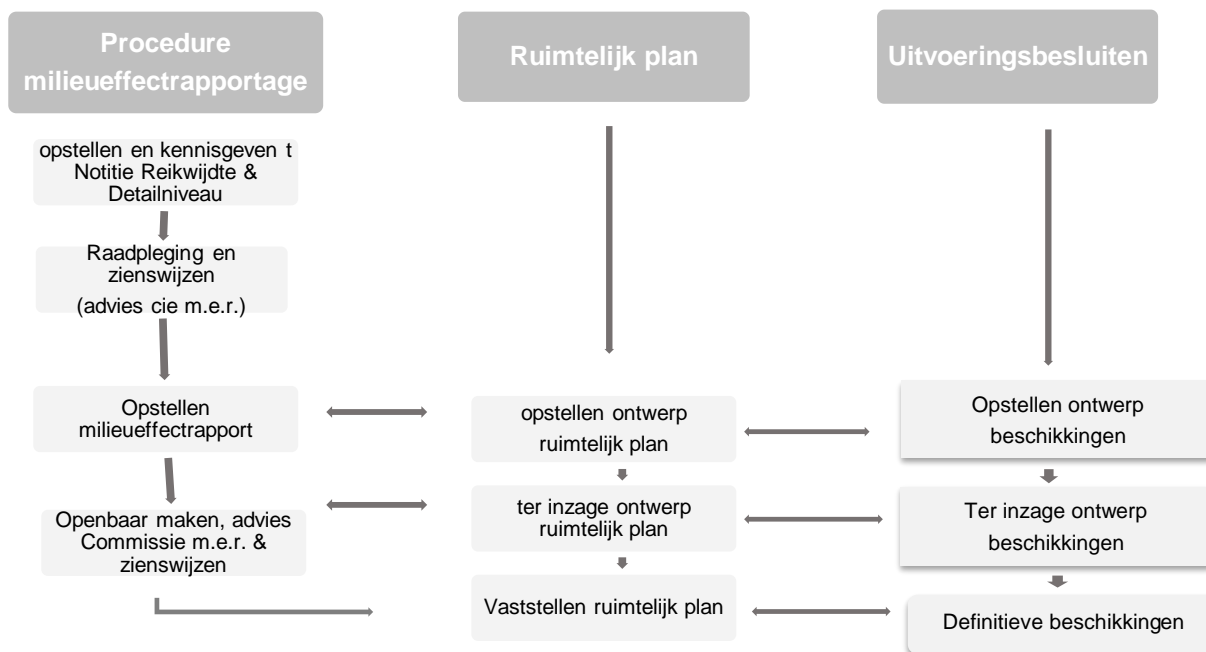 Procedure
milieueffectrapportage
opstellen en kennisgeven t
Notitie Reikwijdte &
Detailniveau
Raadpleging en
zienswijzen
(advies cie m.e.r.)
Opstellen
milieueffectrapport
Openbaar maken, advies
Commissie m.e.r. &
zienswijzen
Ruimtelijk plan
opstellen ontwerp
ruimtelijk plan
ter inzage ontwerp
ruimtelijk plan
Vaststellen ruimtelijk plan
Uitvoeringsbesluiten
Opstellen ontwerp
beschikkingen
Ter inzage ontwerp
beschikkingen
Definitieve beschikkingen